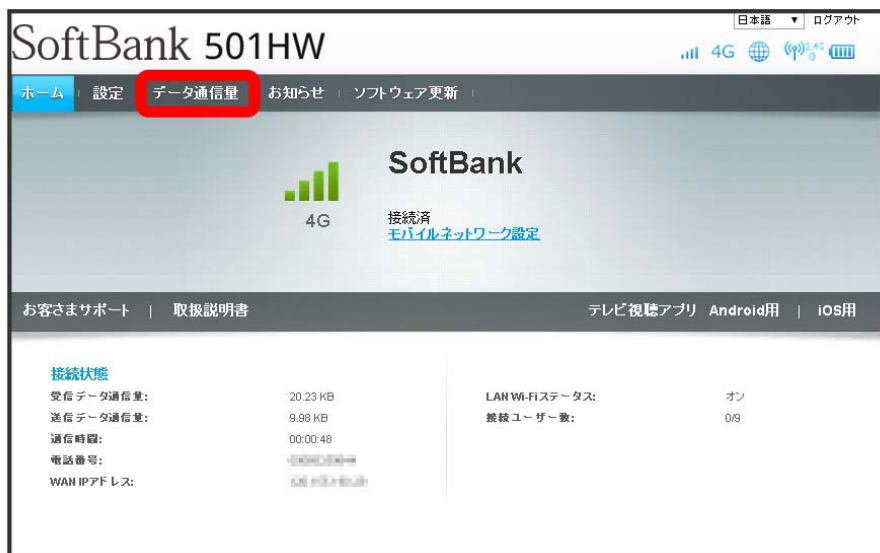 日本語 ▼ ログアウト
SoftBank 501HW
4G
ホーム 設定 データ通信量 お知らせ ソフトウェア更新
SoftBank
4G
接続済
モバイルネットワーク設定
お客さまサポート | 取扱説明書 テレビ視聴アプリ Android用 | iOS用
接続状態
受信データ通信量: 20.23 KB LAN Wi-Fiステータス: オン
送信データ通信量: 9.98 KB 接続ユーザー数: 0/9
通信時間: 00:00:48
電話番号:
WAN IPアドレス: